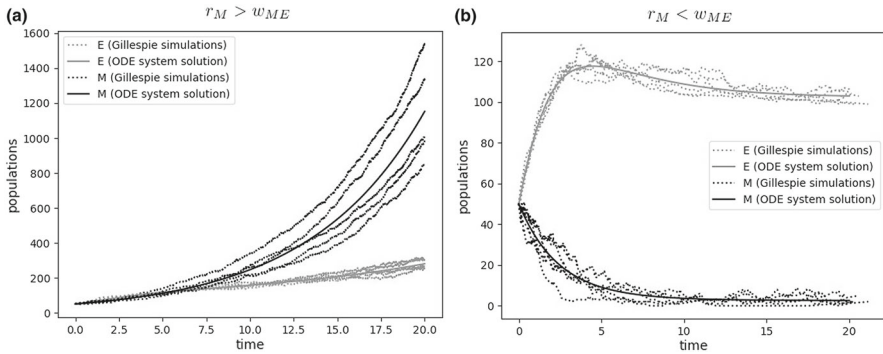 (a)
r_M > w_ME
1600
1400
1200
1000
800
600
400
200
0
populations
E (Gillespie simulations)
E (ODE system solution)
M (Gillespie simulations)
M (ODE system solution)
0.0 2.5 5.0 7.5 10.0 12.5 15.0 17.5 20.0
time
(b)
r_M < w_ME
120
100
80
60
40
20
0
populations
E (Gillespie simulations)
E (ODE system solution)
M (Gillespie simulations)
M (ODE system solution)
0 5 10 15 20
time